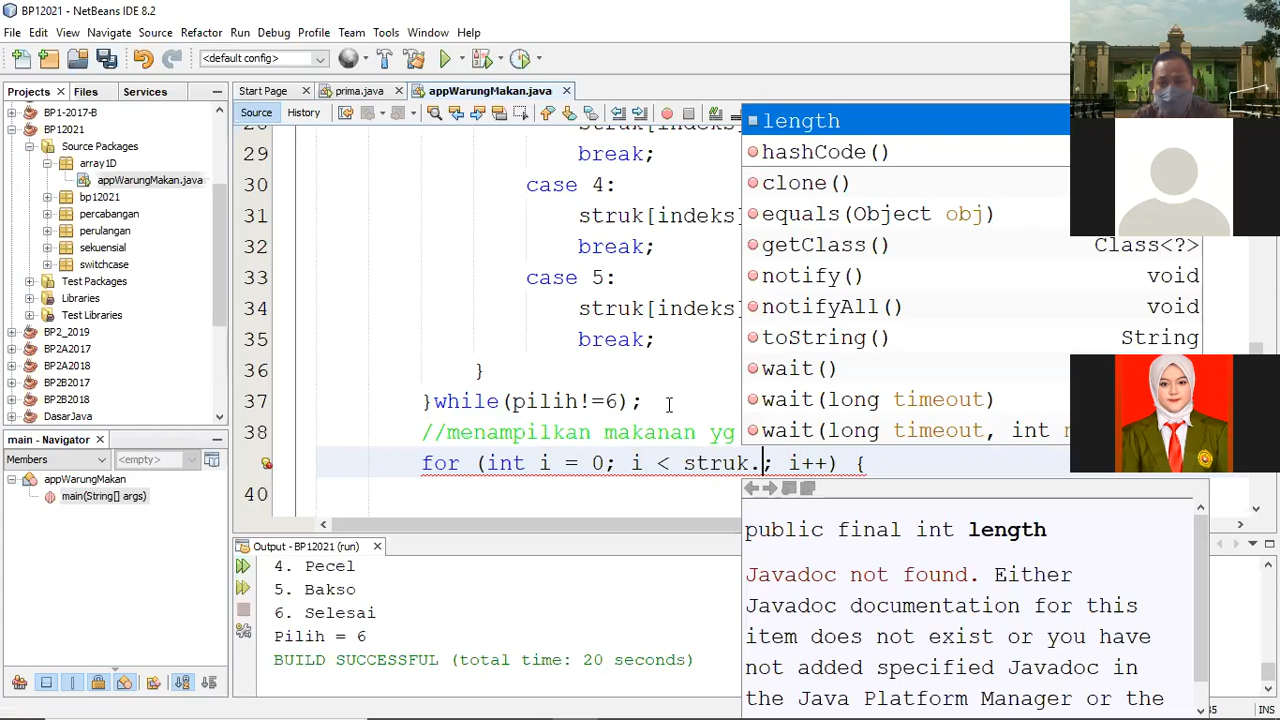 BP12021 - NetBeans IDE 8.2
File Edit View Navigate Source Refactor Run Debug Profile Team Tools Window Help
<default config>
Projects Files Services
BP1-2017-B
BP12021
Source Packages
array1D
appWarungMakan.java
bp12021
percabangan
perulangan
sekuensial
switchcase
Test Packages
Libraries
Test Libraries
BP2_2019
BP2A2017
BP2A2018
BP2B2017
BP2B2018
DasarJava
main - Navigator
Members <empty>
appWarungMakan
main(String[] args)
Start Page prima.java appWarungMakan.java
Source History
29 break;
30 case 4:
31 struk[indeks]
32 break;
33 case 5:
34 struk[indeks]
35 break;
36 }
37 }while(pilih!=6);
38 //menampilkan makanan yg
for (int i = 0; i < struk.; i++) {
40
length
hashCode()
clone()
equals(Object obj)
getClass() Class<?>
notify() void
notifyAll() void
toString() String
wait()
wait(long timeout)
wait(long timeout, int
public final int length
Javadoc not found. Either
Javadoc documentation for this
item does not exist or you have
not added specified Javadoc in
the Java Platform Manager or the
Output - BP12021 (run)
4. Pecel
5. Bakso
6. Selesai
Pilih = 6
BUILD SUCCESSFUL (total time: 20 seconds)
INS